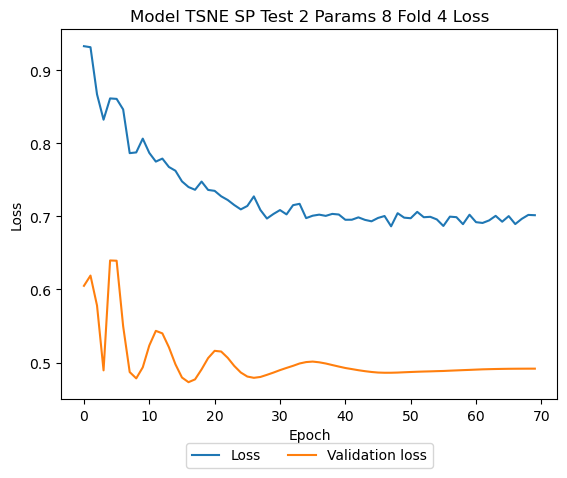 Model TSNE SP Test 2 Params 8 Fold 4 Loss
0.9
0.8
0.7
0.6
0.5
Loss
0 10 20 30 40 50 60 70
Epoch
Loss Validation loss